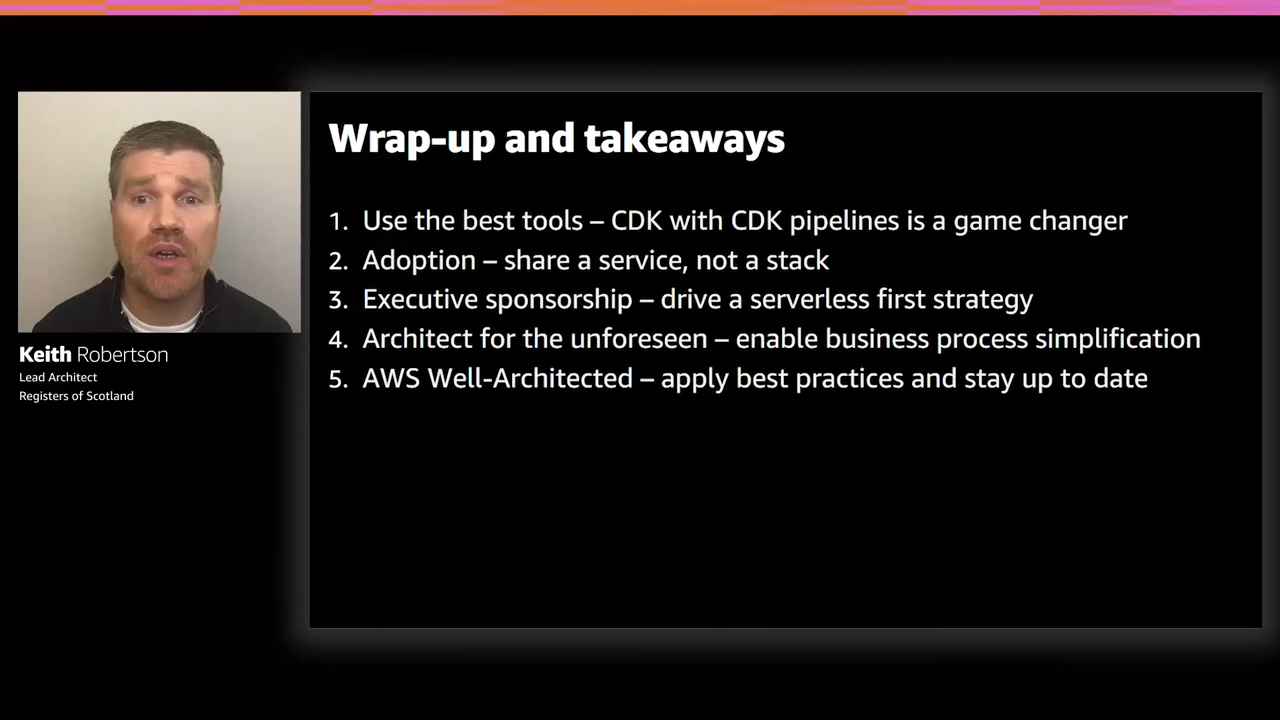 Wrap-up and takeaways
1. Use the best tools – CDK with CDK pipelines is a game changer
2. Adoption – share a service, not a stack
3. Executive sponsorship – drive a serverless first strategy
4. Architect for the unforeseen – enable business process simplification
5. AWS Well-Architected – apply best practices and stay up to date
Keith Robertson
Lead Architect
Registers of Scotland